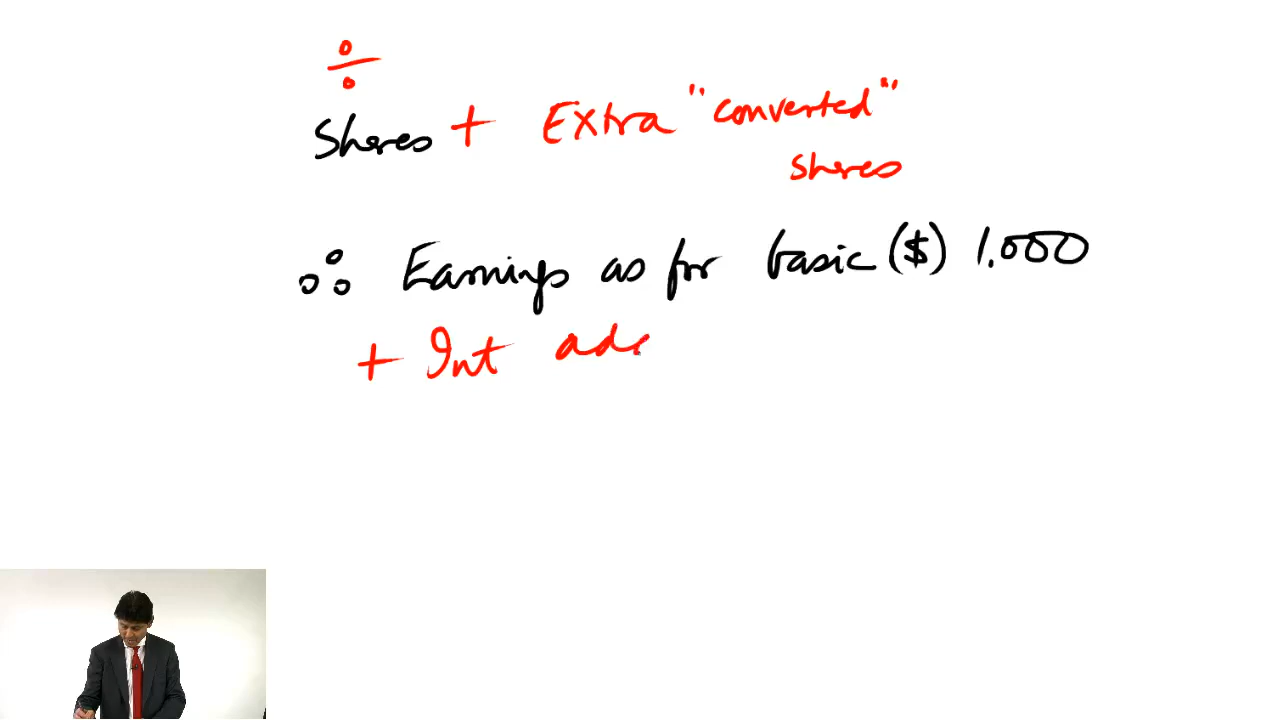 ÷
Shares + Extra "converted"
shares
∴ Earnings as for basic ($) 1.000
+ Int